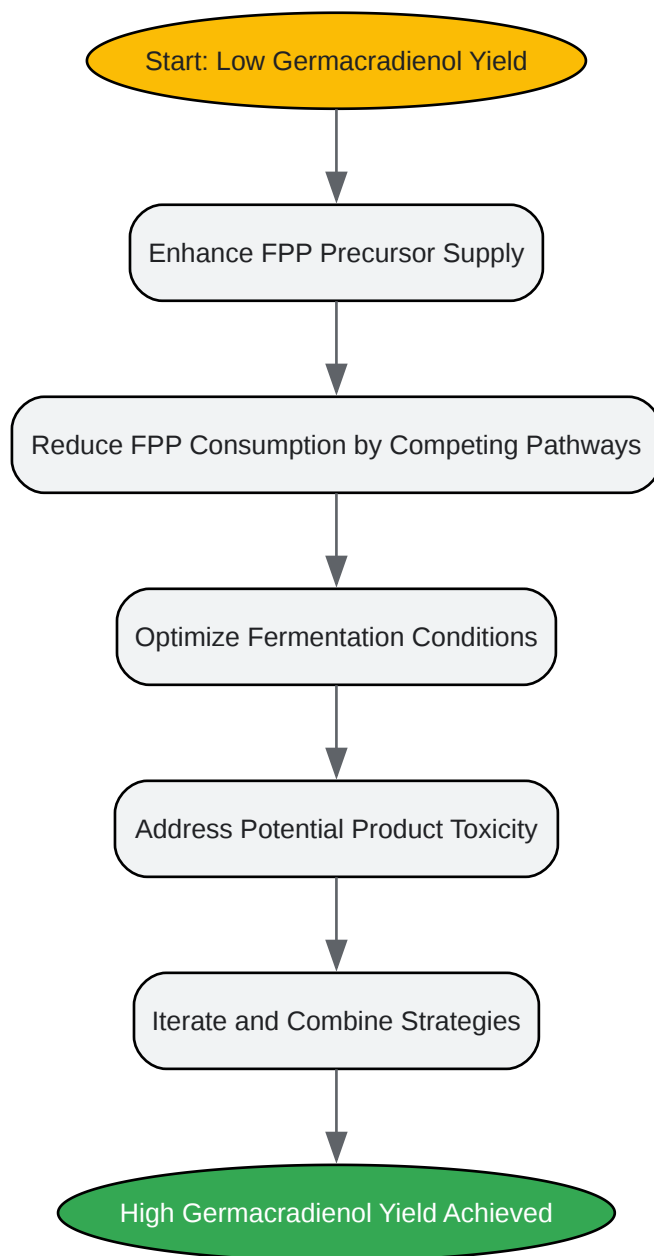 Start: Low Germacradienol Yield
Enhance FPP Precursor Supply
Reduce FPP Consumption by Competing Pathways
Optimize Fermentation Conditions
Address Potential Product Toxicity
Iterate and Combine Strategies
High Germacradienol Yield Achieved